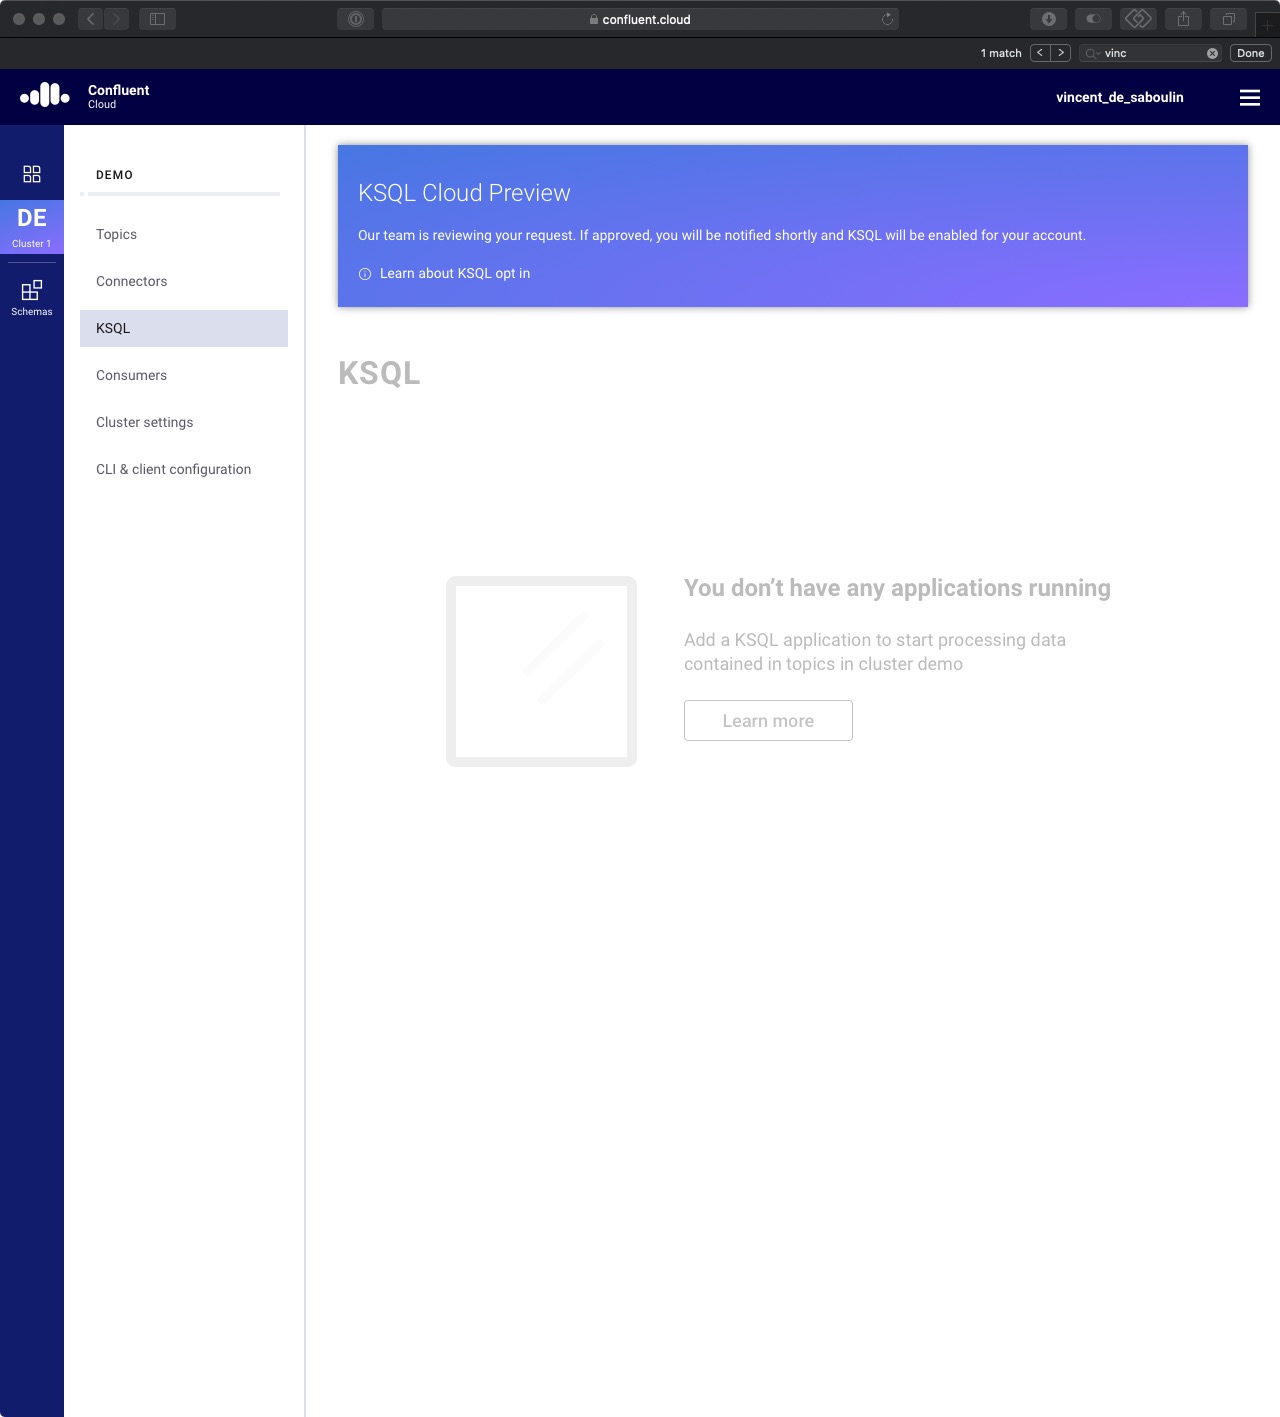 confluent.cloud
1 match
vinc
Done
Confluent
Cloud
vincent_de_saboulin
DE
Cluster 1
Schemas
DEMO
Topics
Connectors
KSQL
Consumers
Cluster settings
CLI & client configuration
KSQL Cloud Preview
Our team is reviewing your request. If approved, you will be notified shortly and KSQL will be enabled for your account.
Learn about KSQL opt in
KSQL
You don’t have any applications running
Add a KSQL application to start processing data
contained in topics in cluster demo
Learn more